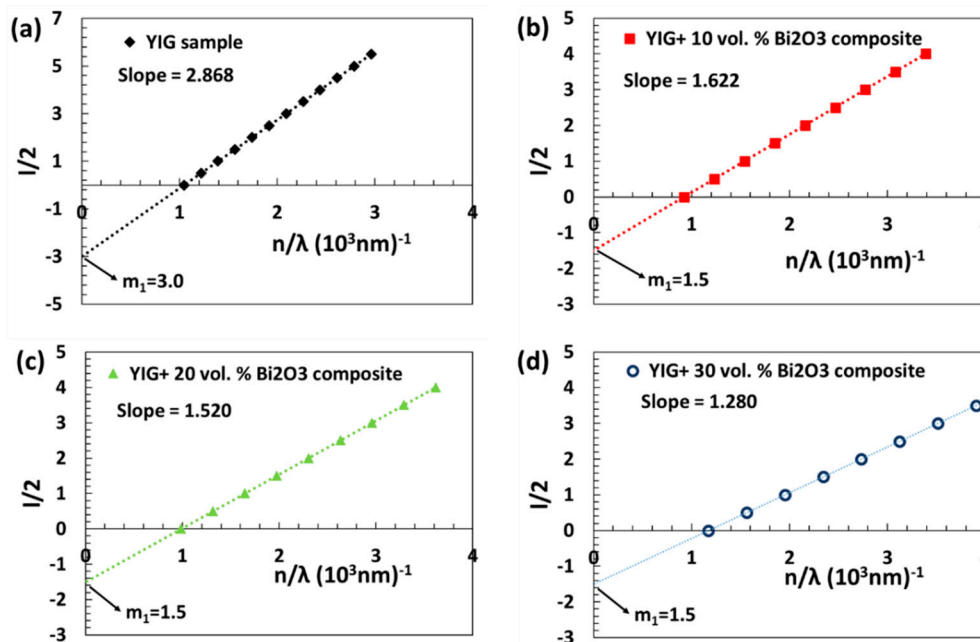 (a)
YIG sample
Slope = 2.868
7
5
3
1
-1
-3
-5
0
1
2
3
4
l/2
n/λ (10³nm)⁻¹
m₁=3.0
(b)
YIG+ 10 vol. % Bi2O3 composite
Slope = 1.622
5
4
3
2
1
0
-1
-2
-3
0
1
2
3
l/2
n/λ (10³nm)⁻¹
m₁=1.5
(c)
YIG+ 20 vol. % Bi2O3 composite
Slope = 1.520
5
4
3
2
1
0
-1
-2
-3
0
1
2
3
4
l/2
n/λ (10³nm)⁻¹
m₁=1.5
(d)
YIG+ 30 vol. % Bi2O3 composite
Slope = 1.280
5
4
3
2
1
0
-1
-2
-3
0
1
2
3
l/2
n/λ (10³nm)⁻¹
m₁=1.5